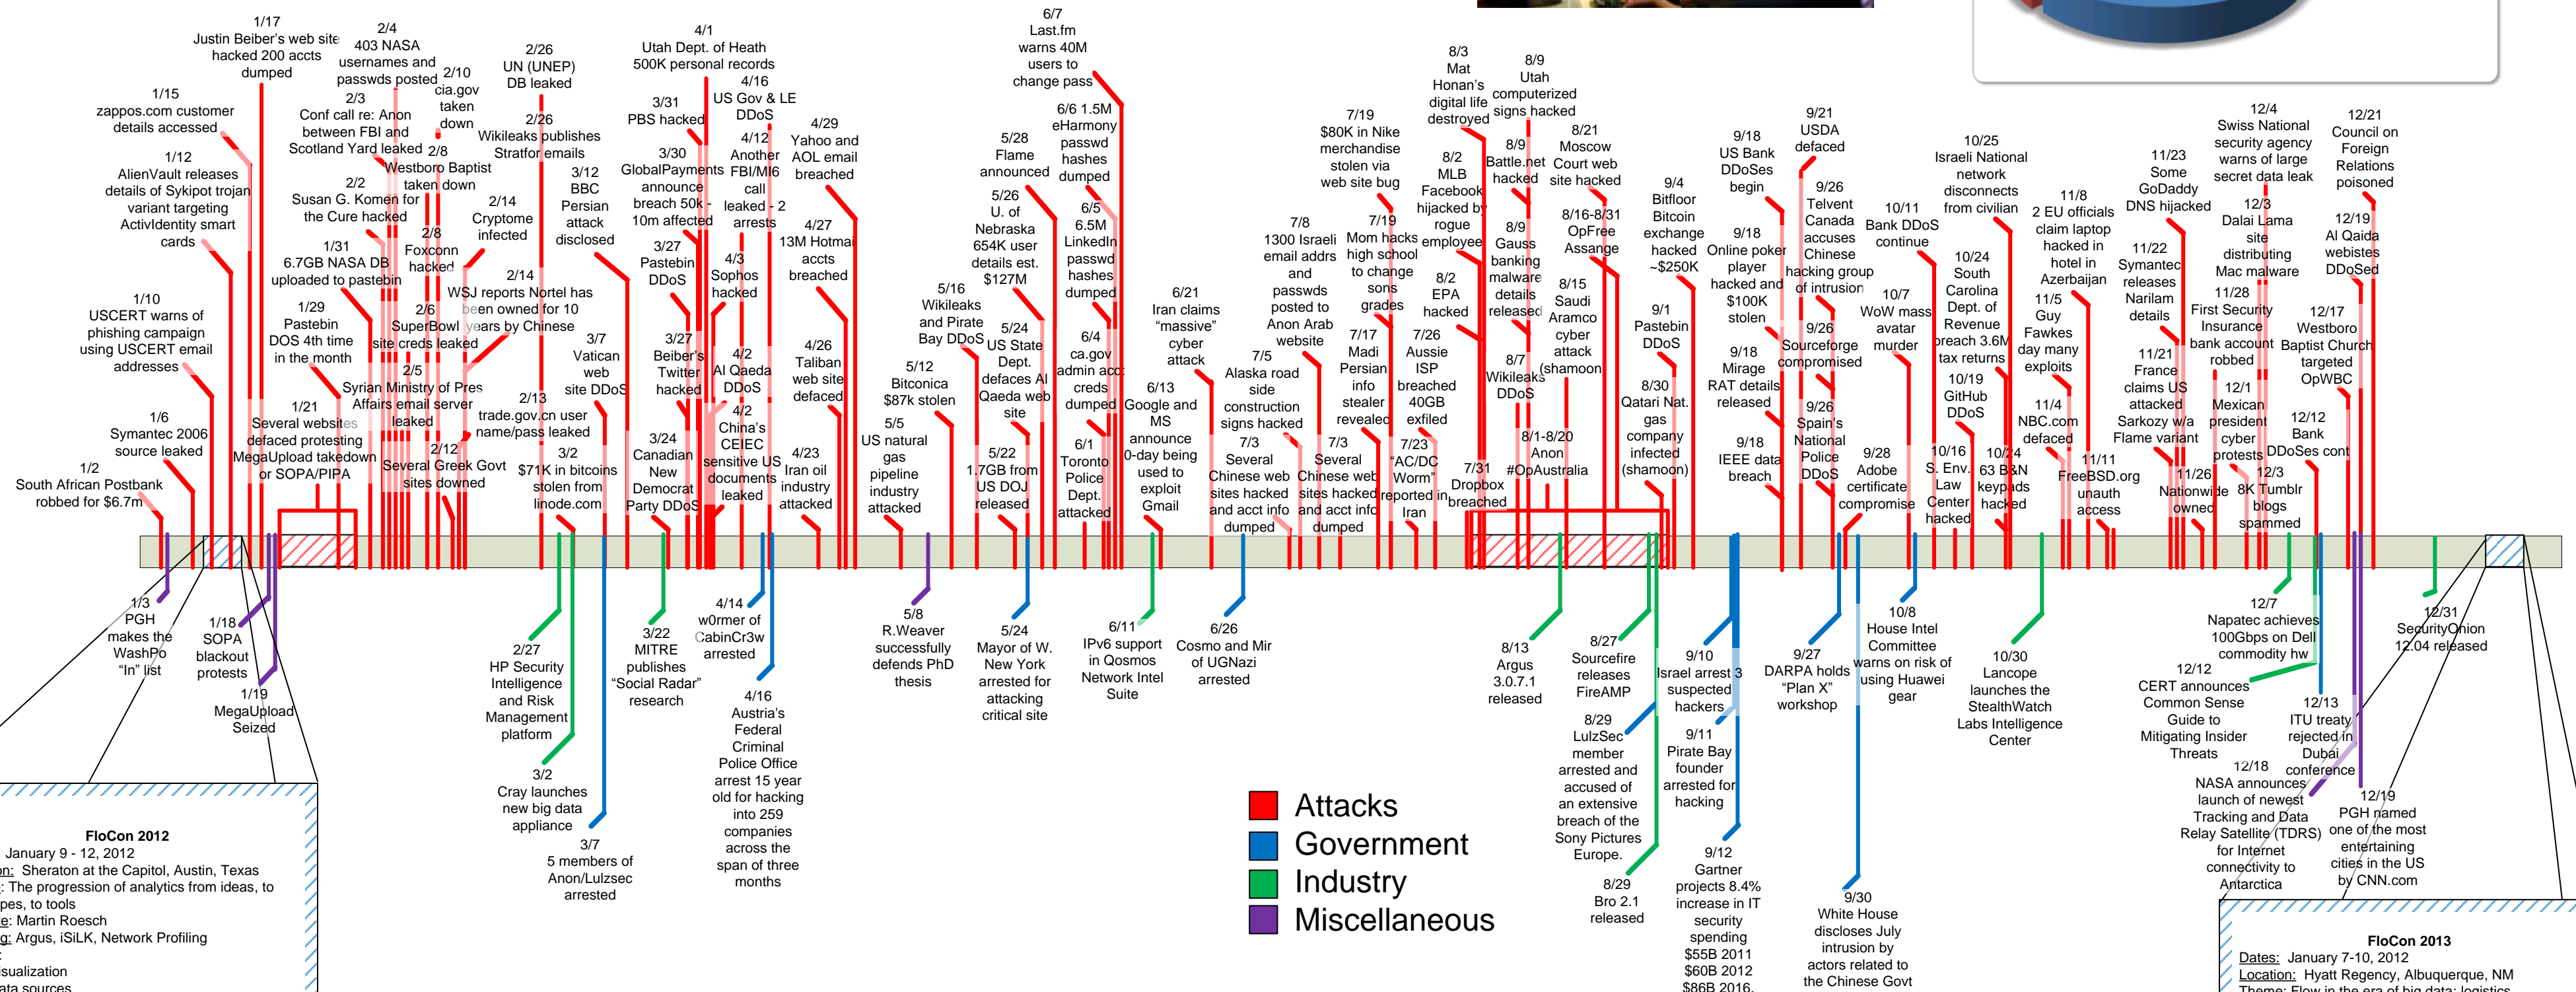 1/2
South African Postbank
robbed for $6.7m
1/6
Symantec 2006
source leaked
1/10
USCERT warns of
phishing campaign
using USCERT email
addresses
1/12
AlienVault releases
details of Sykipot trojan
variant targeting
ActivIdentity smart
cards
1/15
zappos.com customer
details accessed
1/17
Justin Beiber's web site
hacked 200 accts
dumped
1/21
Several websites
defaced protesting
MegaUpload takedown
or SOPA/PIPA
1/29
Pastebin
DOS 4th time
in the month
1/31
6.7GB NASA DB
uploaded to pastebin
2/2
Susan G. Komen for
the Cure hacked
2/3
Conf call re: Anon
between FBI and
Scotland Yard leaked
2/4
403 NASA
usernames and
passwds posted
2/5
Syrian Ministry of Pres
Affairs email server
leaked
2/6
SuperBowl
site creds leaked
2/8
Foxconn
hacked
2/8
Westboro Baptist
taken down
2/10
cia.gov
taken
down
2/12
Several Greek Govt
sites downed
2/13
trade.gov.cn user
name/pass leaked
2/14
Cryptome
infected
2/14
WSJ reports Nortel has
been owned for 10
years by Chinese
2/26
UN (UNEP)
DB leaked
2/26
Wikileaks publishes
Stratfor emails
3/2
$71K in bitcoins
stolen from
linode.com
3/7
Vatican
web
site DDoS
3/12
BBC
Persian
attack
disclosed
3/24
Canadian
New
Democrat
Party DDoS
3/27
Beiber's
Twitter
hacked
3/27
Pastebin
DDoS
3/30
GlobalPayments
announce
breach 50k -
10m affected
3/31
PBS hacked
4/1
Utah Dept. of Heath
500K personal records
4/2
China's
CEIEC
sensitive US
documents
leaked
4/2
Al Qaeda
DDoS
4/3
Sophos
hacked
4/12
Another
FBI/MI6
call
leaked - 2
arrests
4/16
US Gov & LE
DDoS
4/23
Iran oil
industry
attacked
4/26
Taliban
web site
defaced
4/27
13M Hotmai
accts
breached
4/29
Yahoo and
AOL email
breached
5/5
US natural
gas
pipeline
industry
attacked
5/12
Bitconica
$87k stolen
5/16
Wikileaks
and Pirate
Bay DDoS
5/22
1.7GB from
US DOJ
released
5/24
US State
Dept.
defaces Al
Qaeda web
site
5/26
U. of
Nebraska
654K user
details est.
$127M
5/28
Flame
announced
6/1
Toronto
Police
Dept.
attacked
6/4
ca.gov
admin acct
creds
dumped
6/5
6.5M
LinkedIn
passwd
hashes
dumped
6/6 1.5M
eHarmony
passwd
hashes
dumped
6/7
Last.fm
warns 40M
users to
change pass
6/13
Google and
MS
announce
0-day being
used to
exploit
Gmail
6/21
Iran claims
“massive”
cyber
attack
7/3
Several
Chinese web
sites hacked
and acct info
dumped
7/5
Alaska road
side
construction
signs hacked
7/8
1300 Israeli
email addrs
and
passwds
posted to
Anon Arab
website
7/3
Several
Chinese web
sites hacked
and acct info
dumped
7/17
Madi
Persian
info
stealer
revealed
7/19
Mom hacks
high school
to change
sons
grades
7/19
$80K in Nike
merchandise
stolen via
web site bug
7/23
“AC/DC
Worm”
reported in
Iran
7/26
Aussie
ISP
breached
40GB
exfiled
7/31
Dropbox
breached
8/2
EPA
hacked
8/2
MLB
Facebook
hijacked by
rogue
employee
8/3
Mat
Honan's
digital life
destroyed
8/1-8/20
Anon
#OpAustralia
8/7
Wikileaks
DDoS
8/9
Gauss
banking
malware
details
released
8/9
Battle.net
hacked
8/9
Utah
computerized
signs hacked
8/15
Saudi
Aramco
cyber
attack
(shamoon
8/16-8/31
OpFree
Assange
8/21
Moscow
Court web
site hacked
8/30
Qatari Nat.
gas
company
infected
(shamoon)
9/1
Pastebin
DDoS
9/4
Bitfloor
Bitcoin
exchange
hacked
~$250K
9/18
IEEE data
breach
9/18
Mirage
RAT details
released
9/18
Online poker
player
hacked and
$100K
stolen
9/18
US Bank
DDoSes
begin
9/21
USDA
defaced
9/26
Telvent
Canada
accuses
Chinese
hacking group
of intrusion
9/26
Sourceforge
compromised
9/26
Spain's
National
Police
DDoS
9/28
Adobe
certificate
compromise
10/7
WoW mass
avatar
murder
10/11
Bank DDoS
continue
10/16
S. Env.
Law
Center
hacked
10/19
GitHub
DDoS
10/24
63 B&N
keypads
hacked
10/24
South
Carolina
Dept. of
Revenue
breach 3.6M
tax returns
10/25
Israeli National
network
disconnects
from civilian
11/4
NBC.com
defaced
11/5
Guy
Fawkes
day many
exploits
11/8
2 EU officials
claim laptop
hacked in
hotel in
Azerbaijan
11/11
FreeBSD.org
unauth
access
11/21
France
claims US
attacked
Sarkozy w/a
Flame variant
11/22
Symantec
releases
Narilam
details
11/23
Some
GoDaddy
DNS hijacked
11/26
Nationwide
owned
11/28
First Security
Insurance
bank account
robbed
12/1
Mexican
president
cyber
protests
12/3
8K Tumblr
blogs
spammed
12/3
Dalai Lama
site
distributing
Mac malware
12/4
Swiss National
security agency
warns of large
secret data leak
12/12
Bank
DDoSes cont
12/17
Westboro
Baptist Church
targeted
OpWBC
12/19
Al Qaida
webistes
DDoSed
12/21
Council on
Foreign
Relations
poisoned
1/3
PGH
makes the
WashPo
“In” list
1/18
SOPA
blackout
protests
1/19
MegaUpload
Seized
2/27
HP Security
Intelligence
and Risk
Management
platform
3/2
Cray launches
new big data
appliance
3/7
5 members of
Anon/Lulzsec
arrested
3/22
MITRE
publishes
“Social Radar”
research
4/14
w0rmer of
CabinCr3w
arrested
4/16
Austria's
Federal
Criminal
Police Office
arrest 15 year
old for hacking
into 259
companies
across the
span of three
months
5/8
R.Weaver
successfully
defends PhD
thesis
5/24
Mayor of W.
New York
arrested for
attacking
critical site
6/11
IPv6 support
in Qosmos
Network Intel
Suite
6/26
Cosmo and Mir
of UGNazi
arrested
8/13
Argus
3.0.7.1
released
8/27
Sourcefire
releases
FireAMP
8/29
LulzSec
member
arrested and
accused of
an extensive
breach of the
Sony Pictures
Europe.
8/29
Bro 2.1
released
9/10
Israel arrest 3
suspected
hackers
9/11
Pirate Bay
founder
arrested for
hacking
9/12
Gartner
projects 8.4%
increase in IT
security
spending
$55B 2011
$60B 2012
$86B 2016.
9/27
DARPA holds
“Plan X”
workshop
9/30
White House
discloses July
intrusion by
actors related to
the Chinese Govt
10/8
House Intel
Committee
warns on risk of
using Huawei
gear
10/30
Lancope
launches the
StealthWatch
Labs Intelligence
Center
12/7
Napatec achieves
100Gbps on Dell
commodity hw
12/12
CERT announces
Common Sense
Guide to
Mitigating Insider
Threats
12/13
ITU treaty
rejected in
Dubai
conference
12/18
NASA announces
launch of newest
Tracking and Data
Relay Satellite (TDRS)
for Internet
connectivity to
Antarctica
12/19
PGH named
one of the most
entertaining
cities in the US
by CNN.com
12/31
SecurityOnion
12.04 released
Attacks
Government
Industry
Miscellaneous
FloCon 2012
January 9 - 12, 2012
Sheraton at the Capitol, Austin, Texas
The progression of analytics from ideas, to
to tools
Martin Roesch
Argus, iSiLK, Network Profiling
FloCon 2013
Dates: January 7-10, 2012
Location: Hyatt Regency, Albuquerque, NM
Theme: Flow in the era of big data: logistics